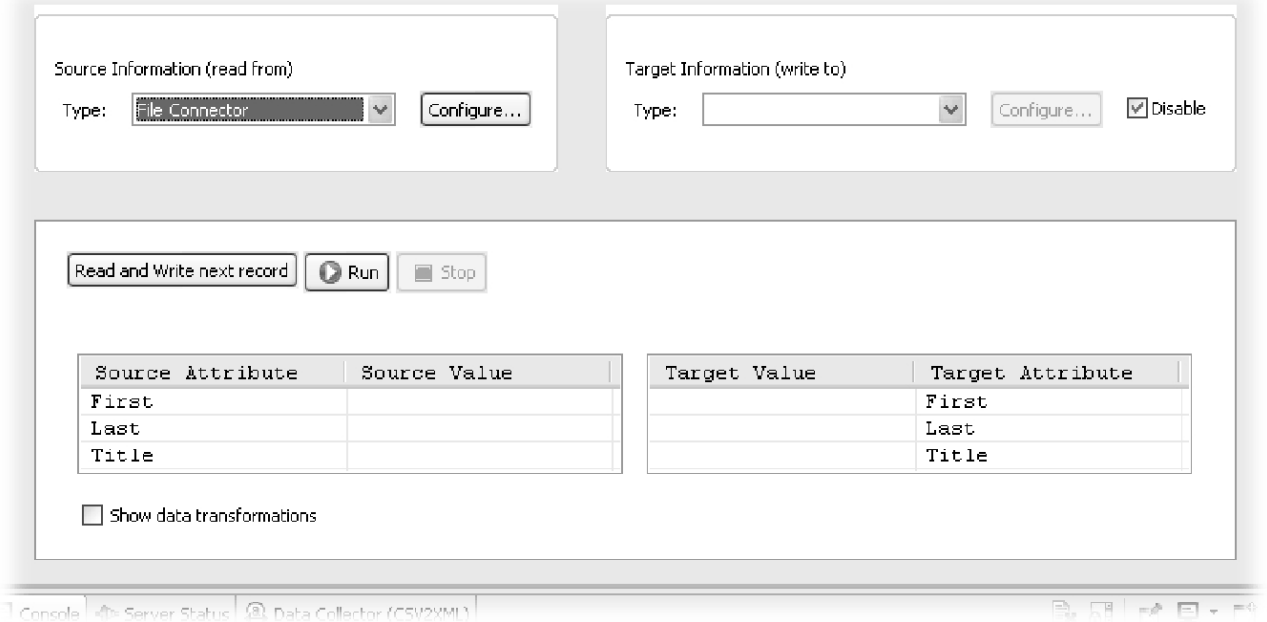 Source Information (read from)
Type: File Connector Configure...
Target Information (write to)
Type: Configure... Disable
Read and Write next record Run Stop
Source Attribute Source Value
First
Last
Title
Target Value Target Attribute
First
Last
Title
Show data transformations
Console Server Status Data Collector (CSV2XML)